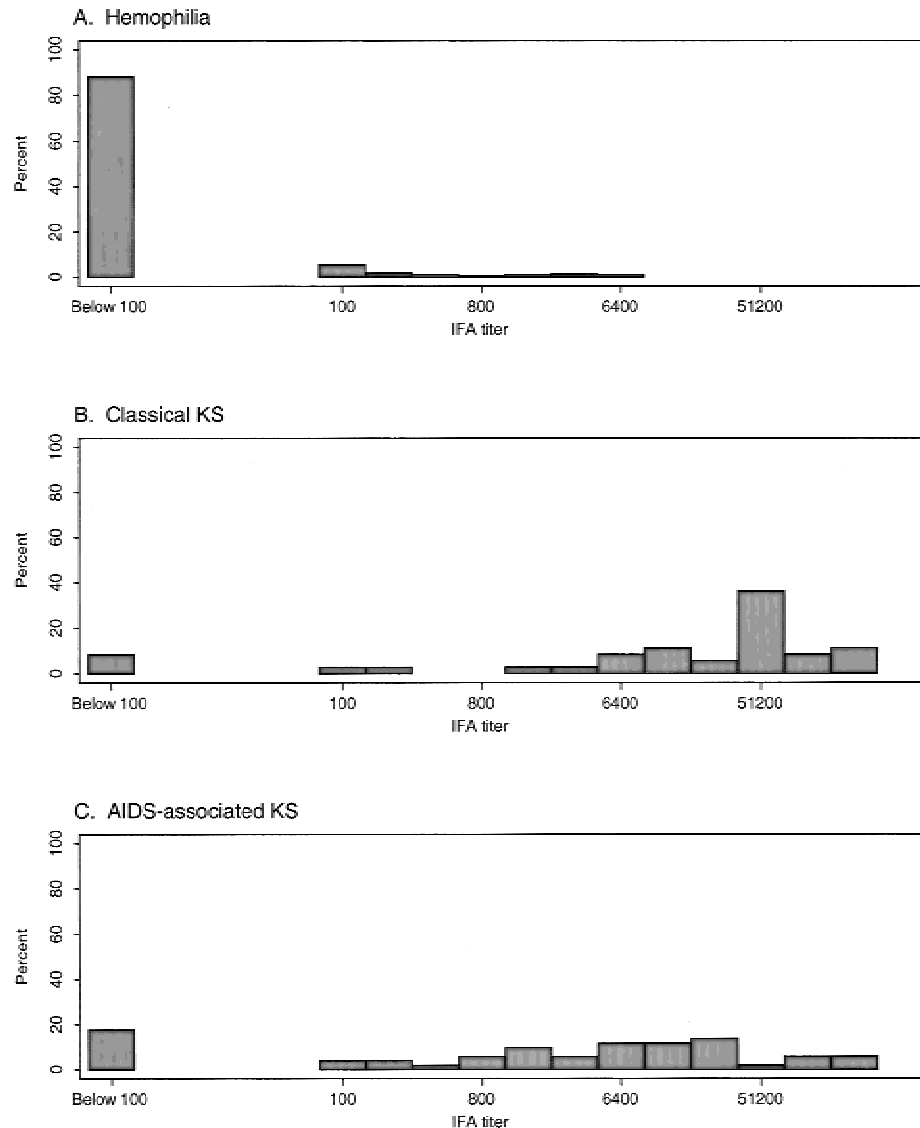 A. Hemophilia
100
80
60
40
20
0
Percent
Below 100 100 800 6400 51200
IFA titer
B. Classical KS
100
80
60
40
20
0
Percent
Below 100 100 800 6400 51200
IFA titer
C. AIDS-associated KS
100
80
60
40
20
0
Percent
Below 100 100 800 6400 51200
IFA titer